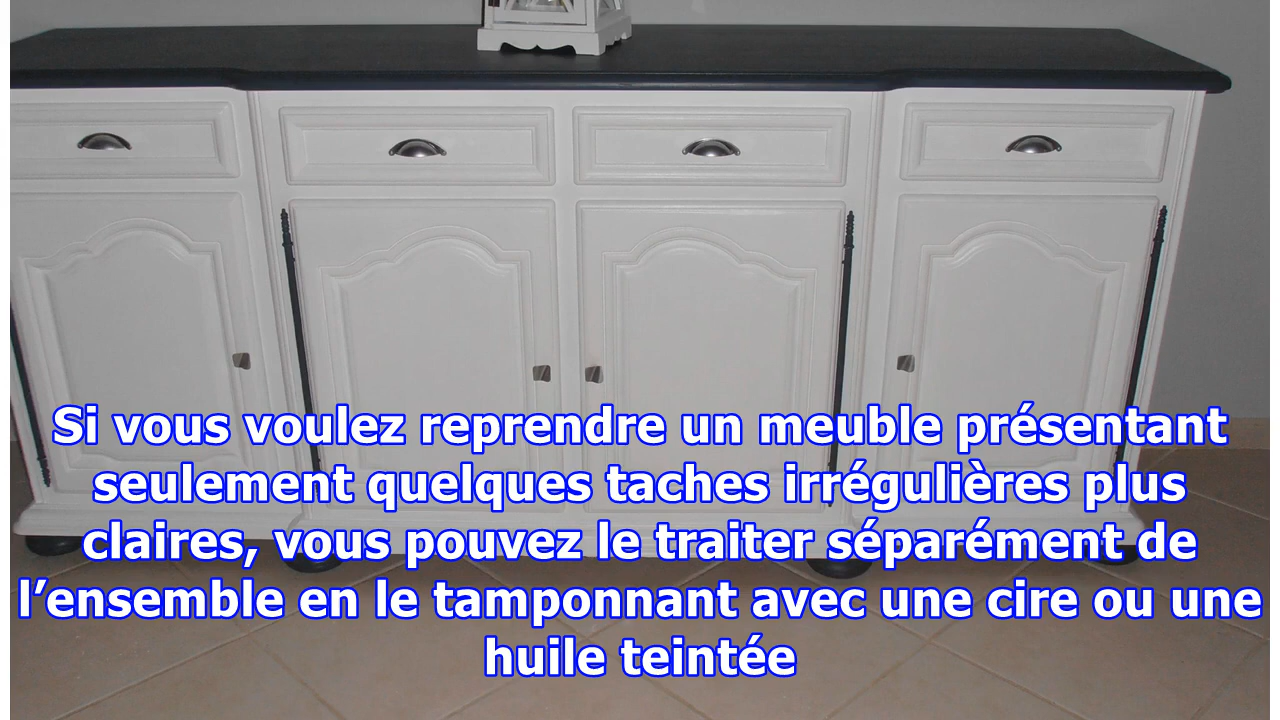 Si vous voulez reprendre un meuble présentant
seulement quelques taches irrégulières plus
claires, vous pouvez le traiter séparément de
l’ensemble en le tamponnant avec une cire ou une
huile teintée